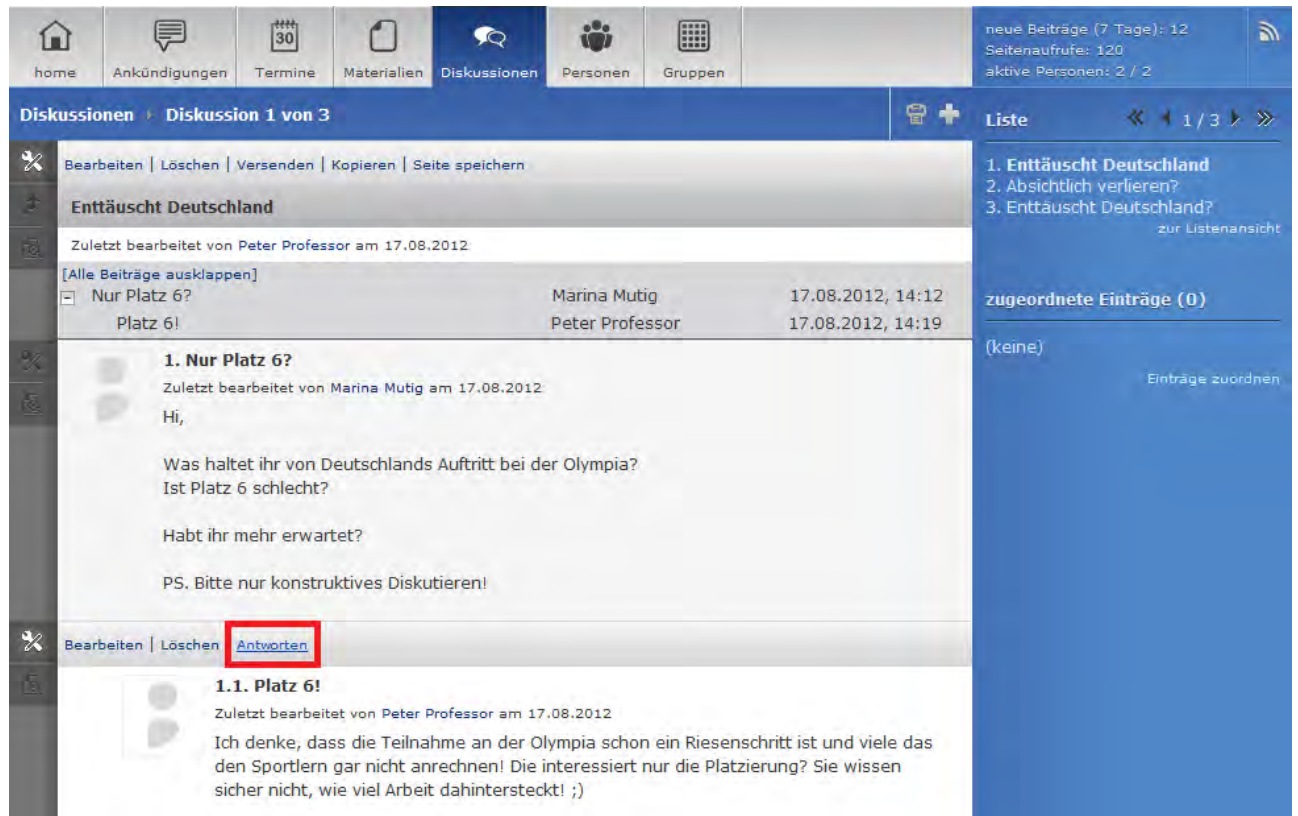 30
home Ankündigungen Termine Materialien Diskussionen Personen Gruppen
neue Beiträge (7 Tage): 12
Seitenaufrufe: 120
aktive Personen: 2 / 2
Diskussionen Diskussion 1 von 3
Bearbeiten | Löschen | Versenden | Kopieren | Seite speichern
Enttäuscht Deutschland
Zuletzt bearbeitet von Peter Professor am 17.08.2012
[Alle Beiträge ausklappen]
Nur Platz 6? Marina Mutig 17.08.2012, 14:12
Platz 6! Peter Professor 17.08.2012, 14:19
1. Nur Platz 6?
Zuletzt bearbeitet von Marina Mutig am 17.08.2012
Hi,
Was haltet ihr von Deutschlands Auftritt bei der Olympia?
Ist Platz 6 schlecht?
Habt ihr mehr erwartet?
PS. Bitte nur konstruktives Diskutieren!
Bearbeiten | Löschen Antworten
1.1. Platz 6!
Zuletzt bearbeitet von Peter Professor am 17.08.2012
Ich denke, dass die Teilnahme an der Olympia schon ein Riesenschritt ist und viele das
den Sportlern gar nicht anrechnen! Die interessiert nur die Platzierung? Sie wissen
sicher nicht, wie viel Arbeit dahintersteckt! ;)
Liste 1 / 3
1. Enttäuscht Deutschland
2. Absichtlich verlieren?
3. Enttäuscht Deutschland?
zur Listenansicht
zugeordnete Einträge (0)
(keine)
Einträge zuordnen